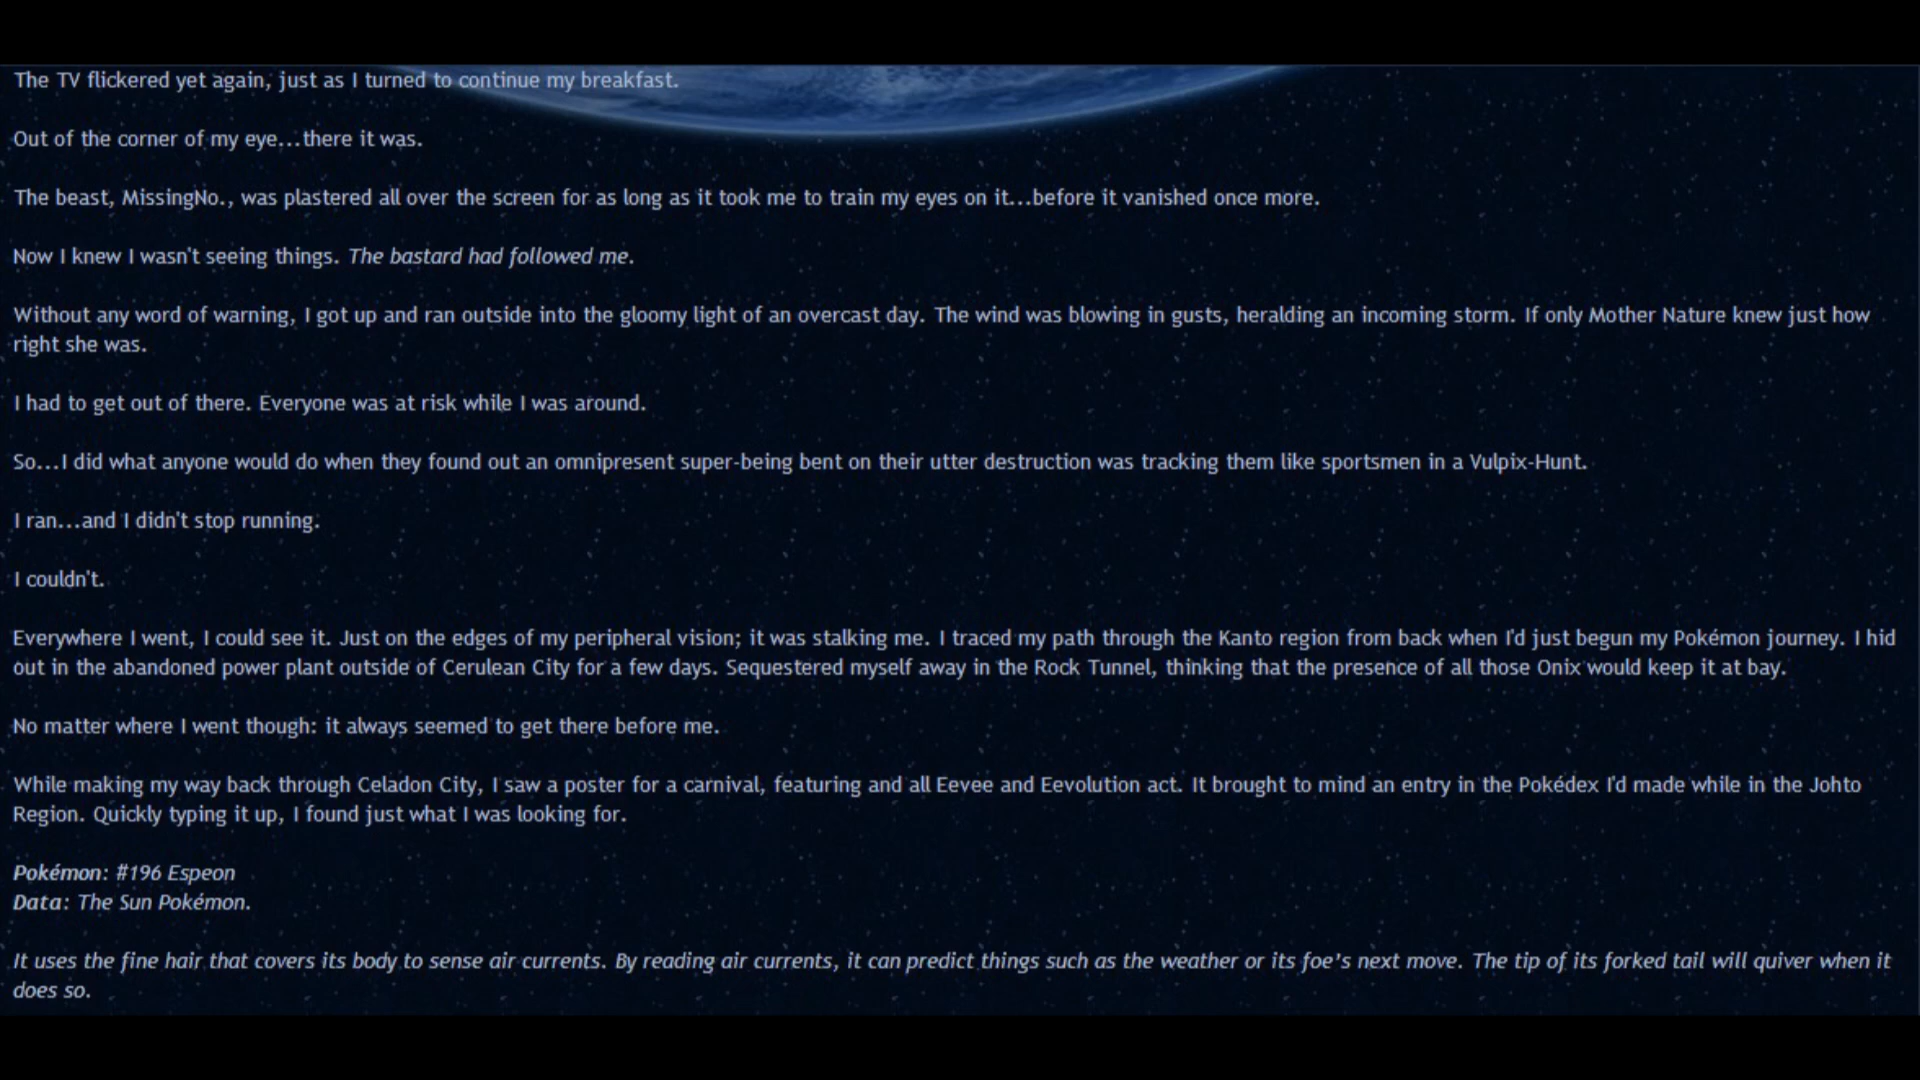 The TV flickered yet again, just as I turned to continue my breakfast.
Out of the corner of my eye...there it was.
The beast, MissingNo., was plastered all over the screen for as long as it took me to train my eyes on it...before it vanished once more.
Now I knew I wasn't seeing things. The bastard had followed me.
Without any word of warning, I got up and ran outside into the gloomy light of an overcast day. The wind was blowing in gusts, heralding an incoming storm. If only Mother Nature knew just how
right she was.
I had to get out of there. Everyone was at risk while I was around.
So...I did what anyone would do when they found out an omnipresent super-being bent on their utter destruction was tracking them like sportsmen in a Vulpix-Hunt.
I ran...and I didn't stop running.
I couldn't.
Everywhere I went, I could see it. Just on the edges of my peripheral vision; it was stalking me. I traced my path through the Kanto region from back when I'd just begun my Pokémon journey. I hid
out in the abandoned power plant outside of Cerulean City for a few days. Sequestered myself away in the Rock Tunnel, thinking that the presence of all those Onix would keep it at bay.
No matter where I went though: it always seemed to get there before me.
While making my way back through Celadon City, I saw a poster for a carnival, featuring and all Eevee and Eevolution act. It brought to mind an entry in the Pokédex I'd made while in the Johto
Region. Quickly typing it up, I found just what I was looking for.
Pokémon: #196 Espeon
Data: The Sun Pokémon.
It uses the fine hair that covers its body to sense air currents. By reading air currents, it can predict things such as the weather or its foe's next move. The tip of its forked tail will quiver when it
does so.